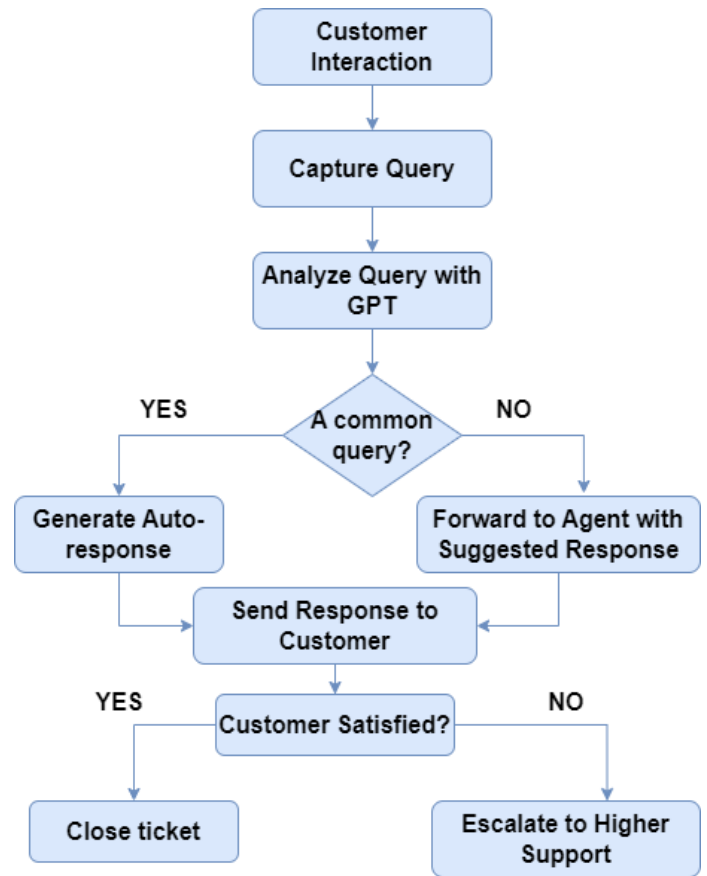 Customer
Interaction
Capture Query
Analyze Query with
GPT
YES
NO
A common
query?
Generate Auto-
response
Forward to Agent with
Suggested Response
Send Response to
Customer
YES
NO
Customer Satisfied?
Close ticket
Escalate to Higher
Support